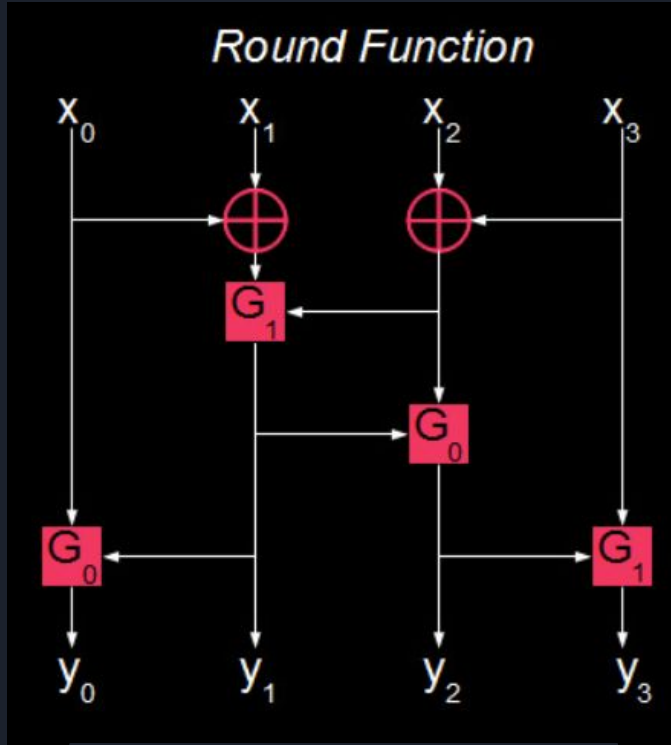 Round Function
x0 x1 x2 x3
G1
G0
G0 G1
y0 y1 y2 y3